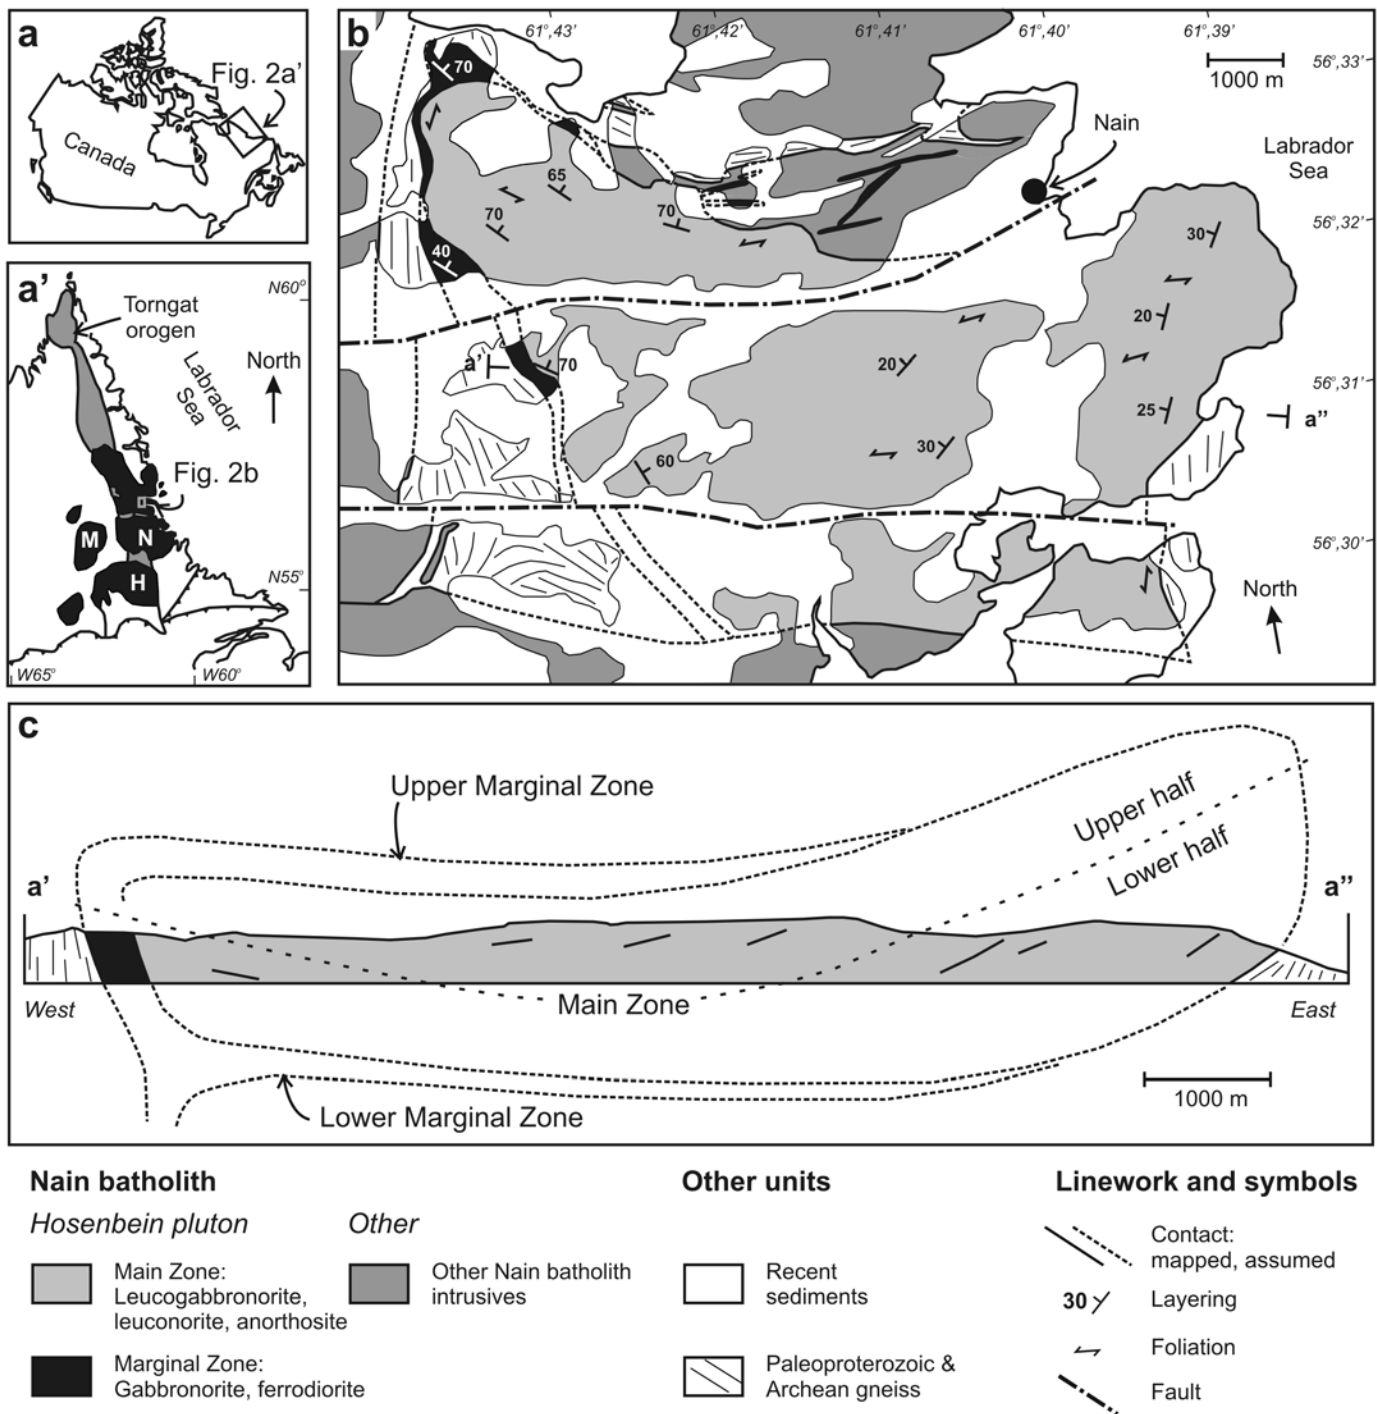 a
Fig. 2a’
Canada
a’
N60°
Torngat
orogen
North
Labrador
Sea
Fig. 2b
M
N
H
N55°
W65°
W60°
b
61°,43’
61°,42’
61°,41’
61°,40’
61°,39’
56°,33’
1000 m
Nain
Labrador
Sea
56°,32’
56°,31’
56°,30’
70
65
70
70
40
30
20
20
25
a’
70
30
60
a’’
North
c
Upper Marginal Zone
Upper half
Lower half
a’
a’’
Main Zone
West
East
1000 m
Lower Marginal Zone
Nain batholith
Hosenbein pluton
Main Zone:
Leucogabbronorite,
leuconorite, anorthosite
Marginal Zone:
Gabbronorite, ferrodiorite
Other
Other Nain batholith
intrusives
Other units
Recent
sediments
Paleoproterozoic &
Archean gneiss
Linework and symbols
Contact:
mapped, assumed
30
Layering
Foliation
Fault